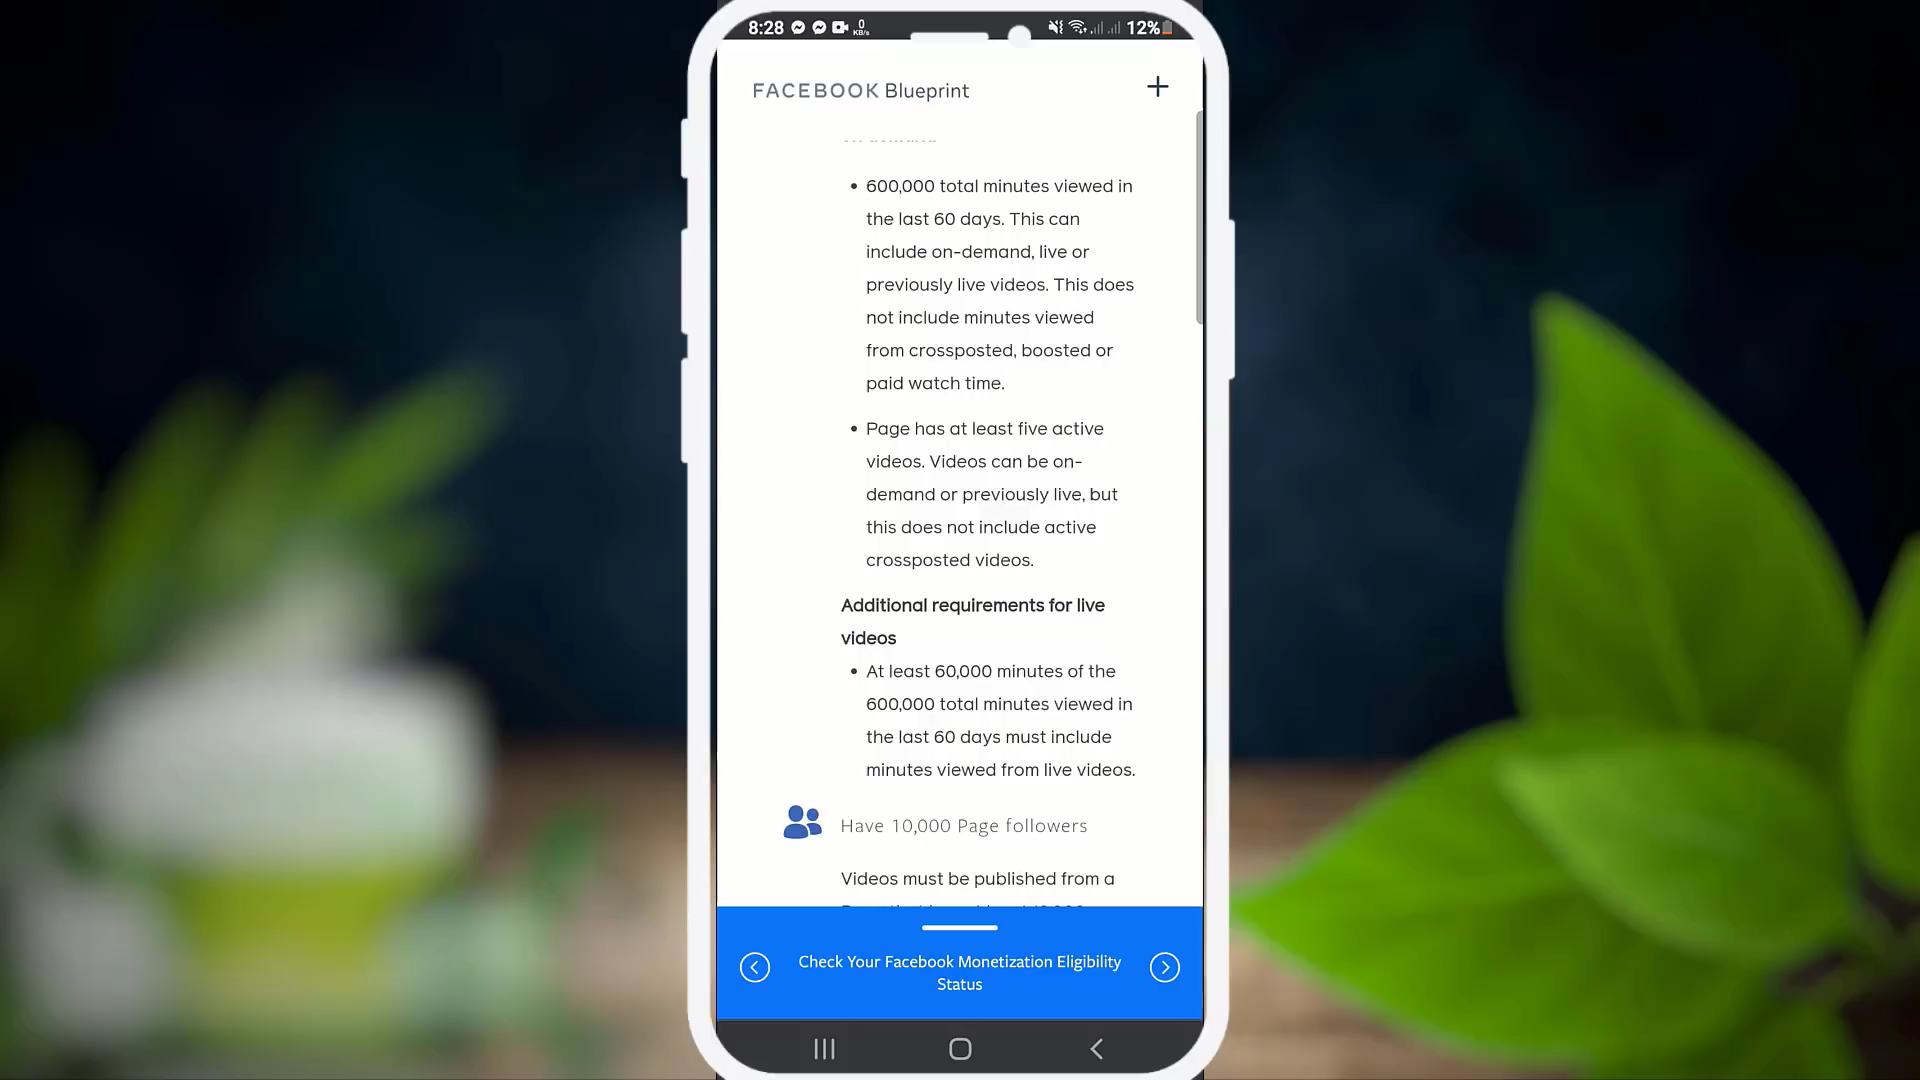 8:28 0 KB/s 12%
FACEBOOK Blueprint
• 600,000 total minutes viewed in
the last 60 days. This can
include on-demand, live or
previously live videos. This does
not include minutes viewed
from crossposted, boosted or
paid watch time.
• Page has at least five active
videos. Videos can be on-
demand or previously live, but
this does not include active
crossposted videos.
Additional requirements for live
videos
• At least 60,000 minutes of the
600,000 total minutes viewed in
the last 60 days must include
minutes viewed from live videos.
Have 10,000 Page followers
Videos must be published from a
Check Your Facebook Monetization Eligibility
Status